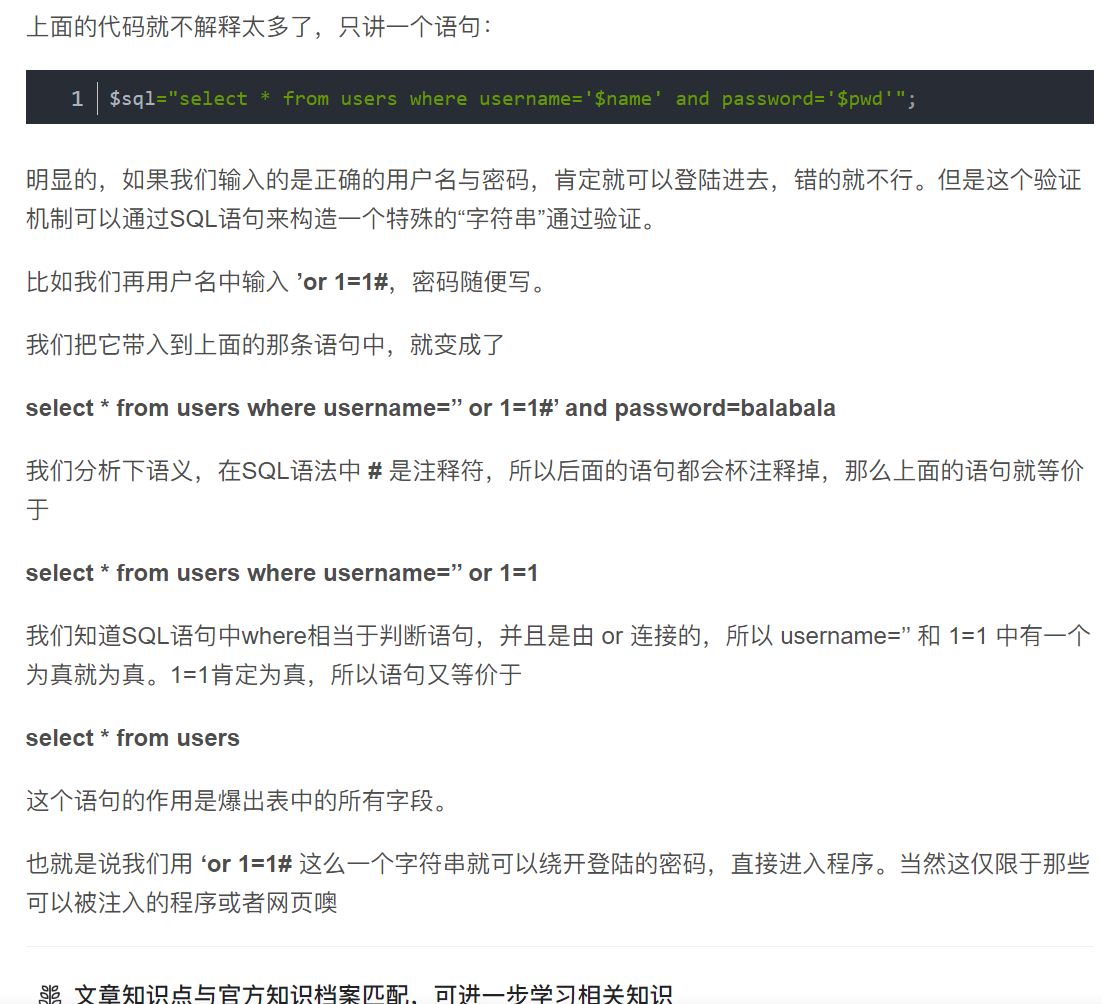 上面的代码就不解释太多了，只讲一个语句：
1 $sql="select * from users where username='$name' and password='$pwd'";
明显的，如果我们输入的是正确的用户名与密码，肯定就可以登陆进去，错的就不行。但是这个验证
机制可以通过SQL语句来构造一个特殊的“字符串”通过验证。
比如我们再用户名中输入 ’or 1=1#，密码随便写。
我们把它带入到上面的那条语句中，就变成了
select * from users where username=’’ or 1=1#’ and password=balabala
我们分析下语义，在SQL语法中 # 是注释符，所以后面的语句都会杯注释掉，那么上面的语句就等价
于
select * from users where username=’’ or 1=1
我们知道SQL语句中where相当于判断语句，并且是由 or 连接的，所以 username=’’ 和 1=1 中有一个
为真就为真。1=1肯定为真，所以语句又等价于
select * from users
这个语句的作用是爆出表中的所有字段。
也就是说我们用 ‘or 1=1# 这么一个字符串就可以绕开登陆的密码，直接进入程序。当然这仅限于那些
可以被注入的程序或者网页噢
文章知识点与官方知识档案匹配，可进一步学习相关知识